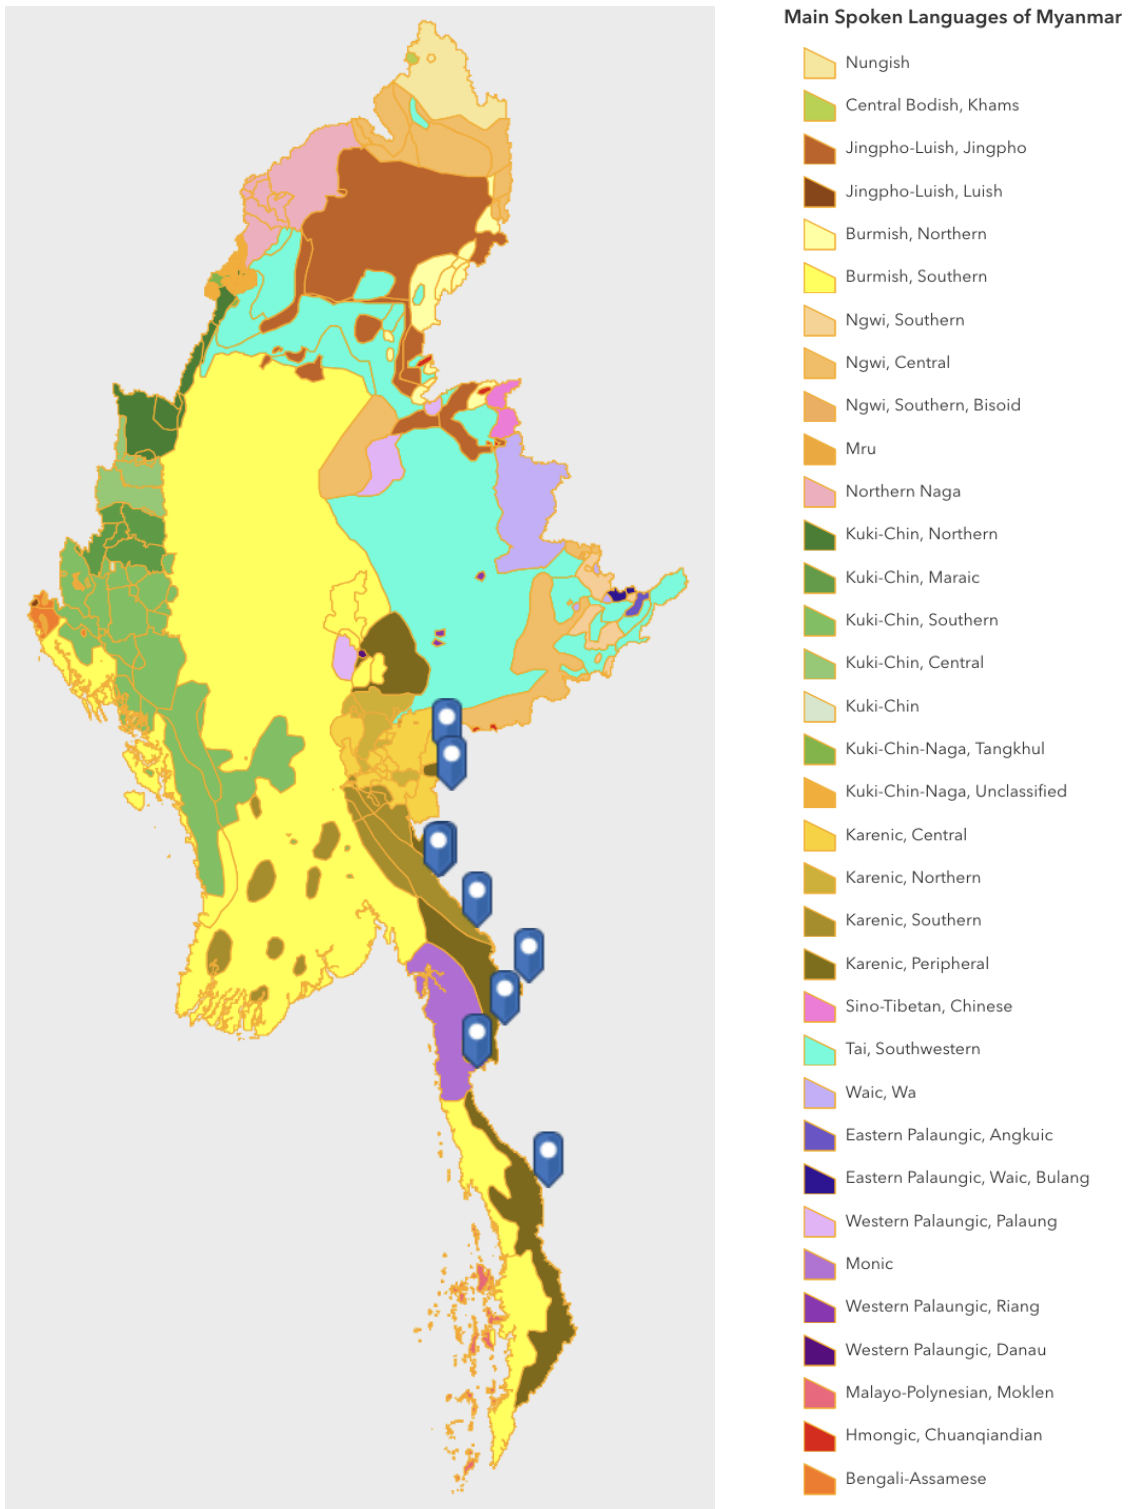 Main Spoken Languages of Myanmar
Nungish
Central Bodish, Khams
Jingpho-Luish, Jingpho
Jingpho-Luish, Luish
Burmish, Northern
Burmish, Southern
Ngwi, Southern
Ngwi, Central
Ngwi, Southern, Bisoid
Mru
Northern Naga
Kuki-Chin, Northern
Kuki-Chin, Maraic
Kuki-Chin, Southern
Kuki-Chin, Central
Kuki-Chin
Kuki-Chin-Naga, Tangkhul
Kuki-Chin-Naga, Unclassified
Karenic, Central
Karenic, Northern
Karenic, Southern
Karenic, Peripheral
Sino-Tibetan, Chinese
Tai, Southwestern
Waic, Wa
Eastern Palaungic, Angkuic
Eastern Palaungic, Waic, Bulang
Western Palaungic, Palaung
Monic
Western Palaungic, Riang
Western Palaungic, Danau
Malayo-Polynesian, Moklen
Hmongic, Chuanqiandian
Bengali-Assamese